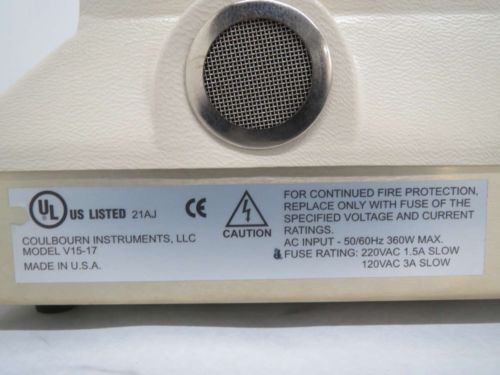 UL US LISTED 21AJ CE
COULBOURN INSTRUMENTS, LLC
MODEL V15-17
MADE IN U.S.A.
CAUTION
FOR CONTINUED FIRE PROTECTION,
REPLACE ONLY WITH FUSE OF THE
SPECIFIED VOLTAGE AND CURRENT
RATINGS.
AC INPUT - 50/60Hz 360W MAX.
FUSE RATING: 220VAC 1.5A SLOW
120VAC 3A SLOW